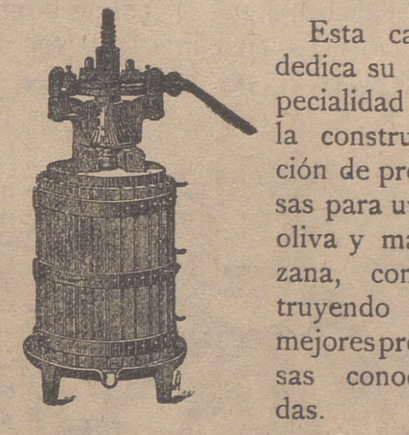 Esta ca
dedica su
pecialidad
la constru
ción de pre
sas para uv
oliva y ma
zana, con
truyendo
mejores pre
sas conoc
das.